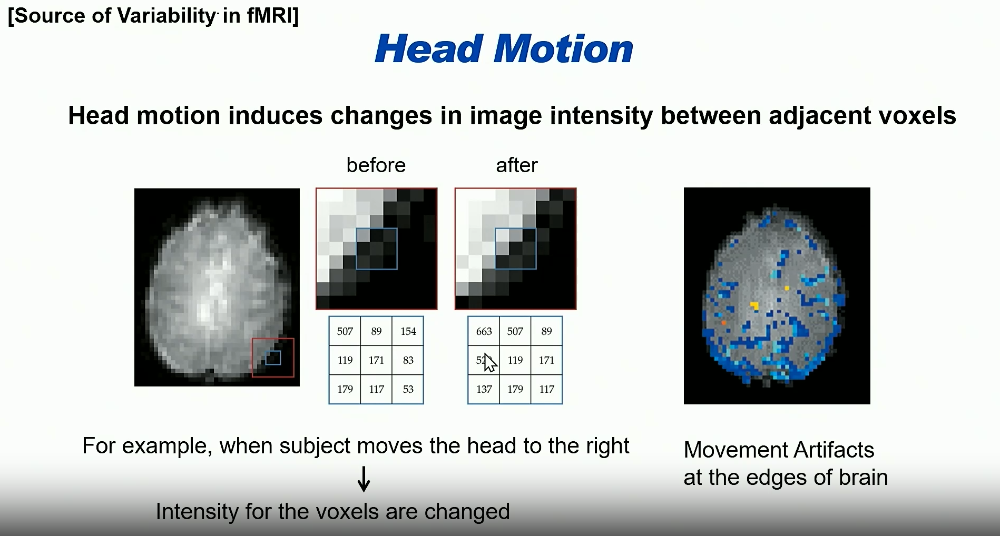 [Source of Variability in fMRI]
Head Motion
Head motion induces changes in image intensity between adjacent voxels
before after
507 89 154 663 507 89
119 171 83 119 171
179 117 53 137 179 117
For example, when subject moves the head to the right
Movement Artifacts
at the edges of brain
Intensity for the voxels are changed